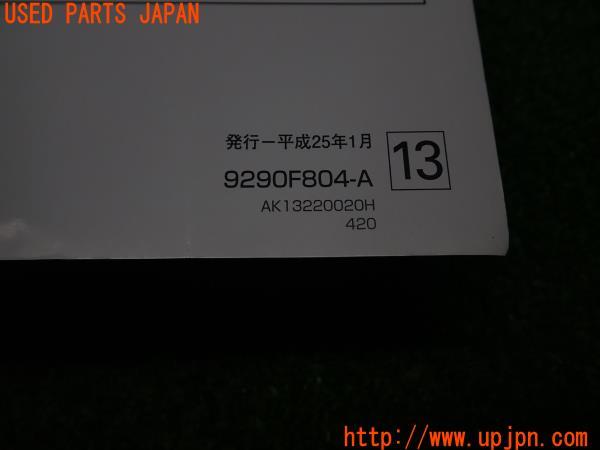 USED PARTS JAPAN
発行－平成25年1月
13
9290F804-A
AK13220020H
420
http://www.upjpn.com